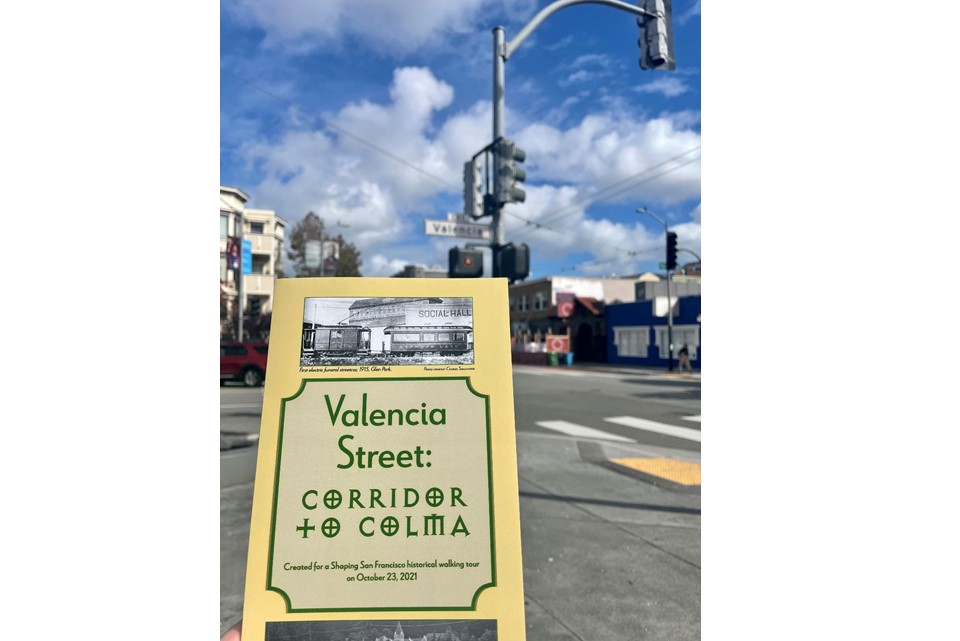 Valencia
SOCIAL HALL
First electric funeral streetcar, 1915, Glen Park.
Valencia
Street:
CORRIDOR
TO COLMA
Created for a Shaping San Francisco historical walking tour
on October 23, 2021